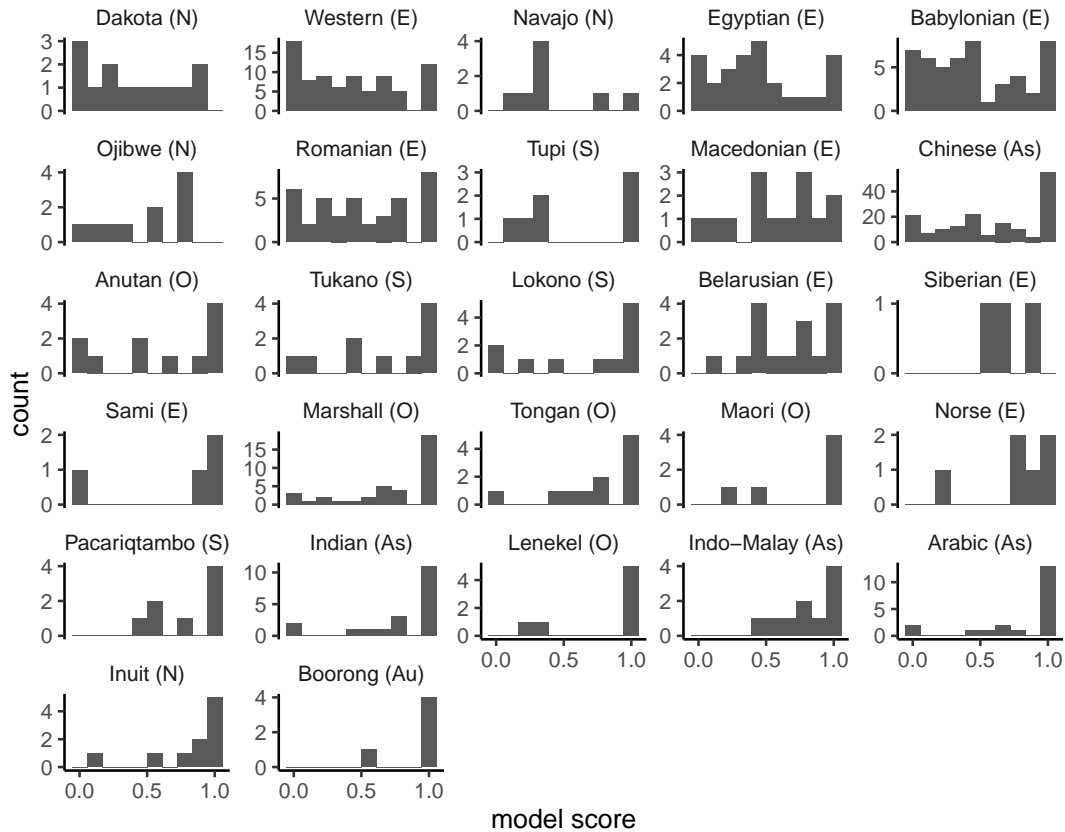 Dakota (N) Western (E) Navajo (N) Egyptian (E) Babylonian (E)
3 2 1 0 15 10 5 0 4 2 0 4 2 0 5 0
Ojibwe (N) Romanian (E) Tupi (S) Macedonian (E) Chinese (As)
4 2 0 5 0 3 2 1 0 3 2 1 0 40 20 0
Anutan (O) Tukano (S) Lokono (S) Belarusian (E) Siberian (E)
4 2 0 4 2 0 4 2 0 4 2 0 1 0
Sami (E) Marshall (O) Tongan (O) Maori (O) Norse (E)
2 1 0 15 10 5 0 4 2 0 4 2 0 2 1 0
Pacariqtambo (S) Indian (As) Lenekel (O) Indo−Malay (As) Arabic (As)
4 2 0 10 5 0 4 2 0 4 2 0 10 5 0
0.0 0.5 1.0 0.0 0.5 1.0 0.0 0.5 1.0
Inuit (N) Boorong (Au)
4 2 0 4 2 0
0.0 0.5 1.0 0.0 0.5 1.0
count
model score